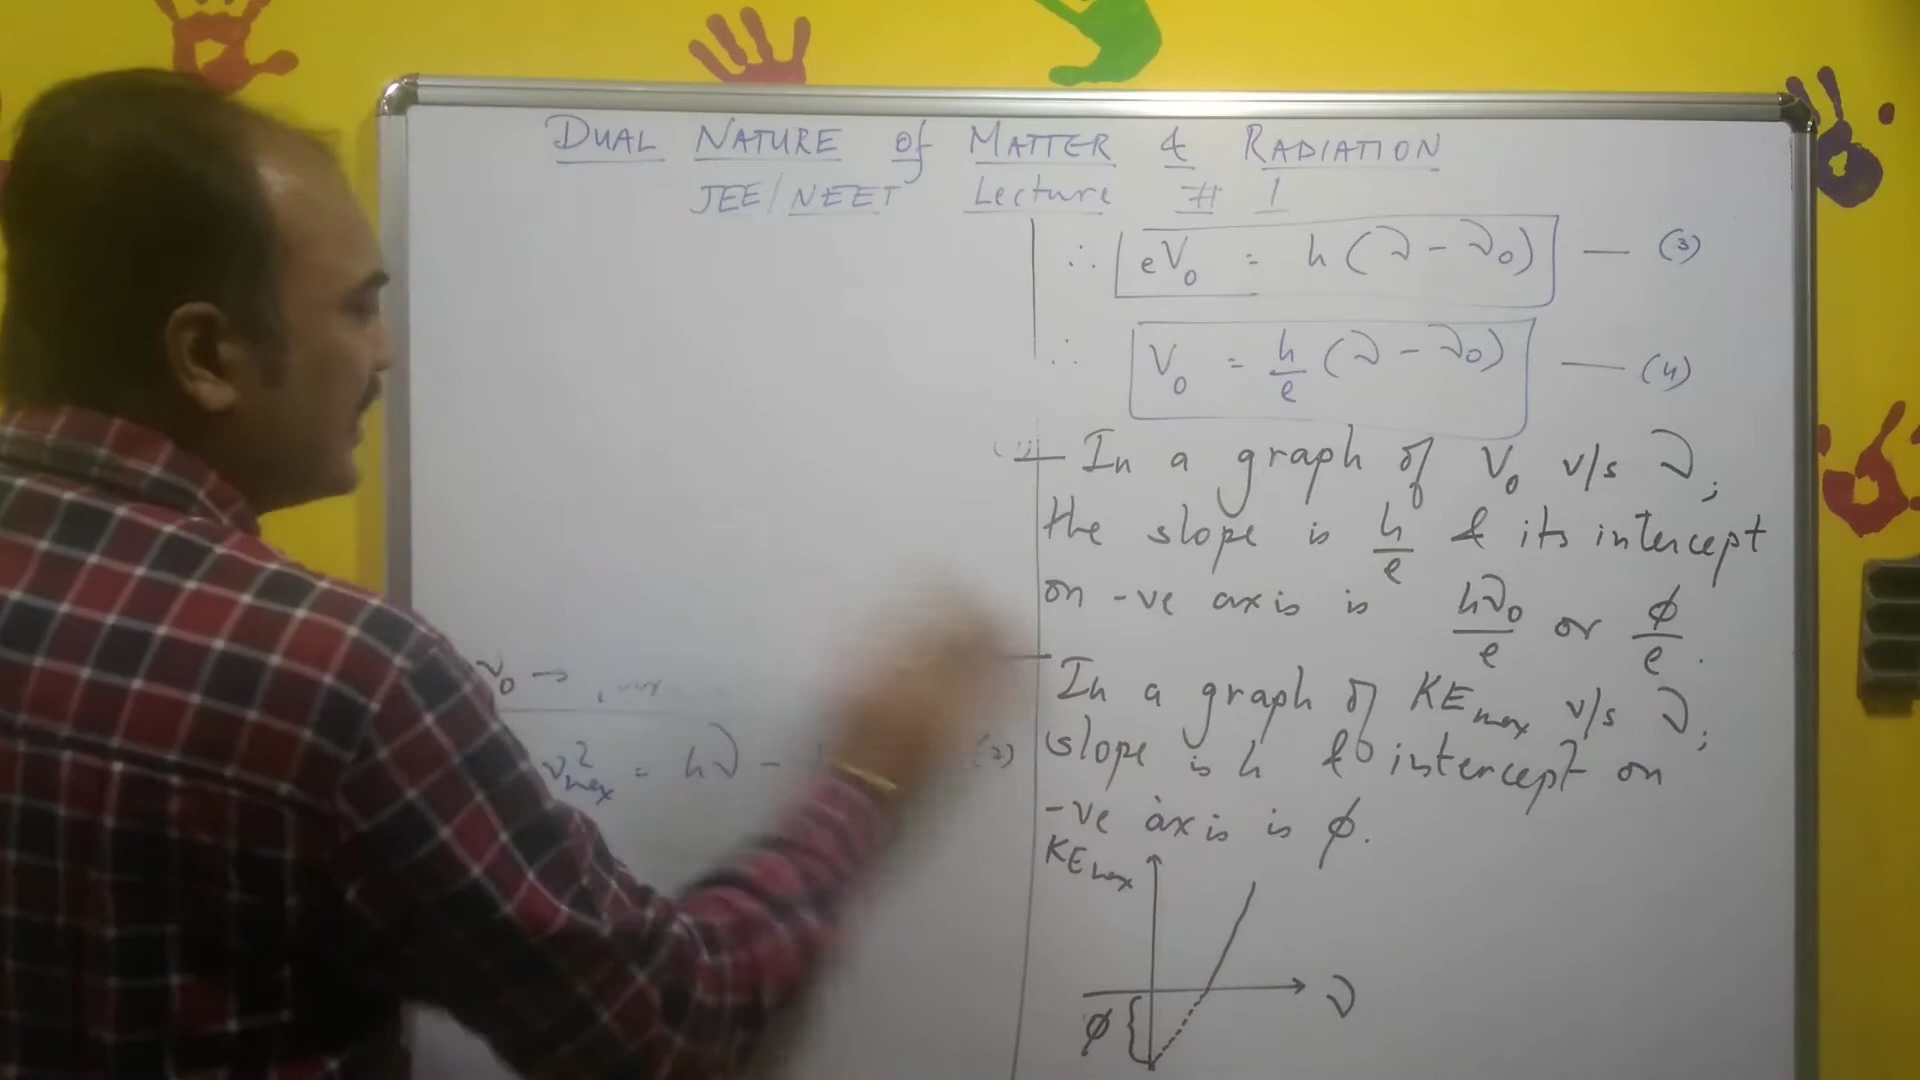 DUAL NATURE of MATTER & RADIATION
JEE/NEET Lecture # 1
∴ eV₀ = h(ν - ν₀) — (3)
∴ V₀ = h/e (ν - ν₀) — (4)
In a graph of V₀ v/s ν,
the slope is h/e & its intercept
on -ve axis is hν₀/e or φ/e.
In a graph of KEmax v/s ν,
slope is h & intercept on
-ve axis is φ.
KEmax
ν
φ
ν₀ →
v²max = hν - (2)